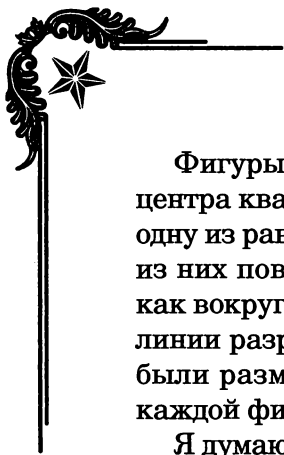 Фигуры
центра ква
одну из ран
из них пов
как вокруг
линии разр
были разм
каждой фи
Я думаю